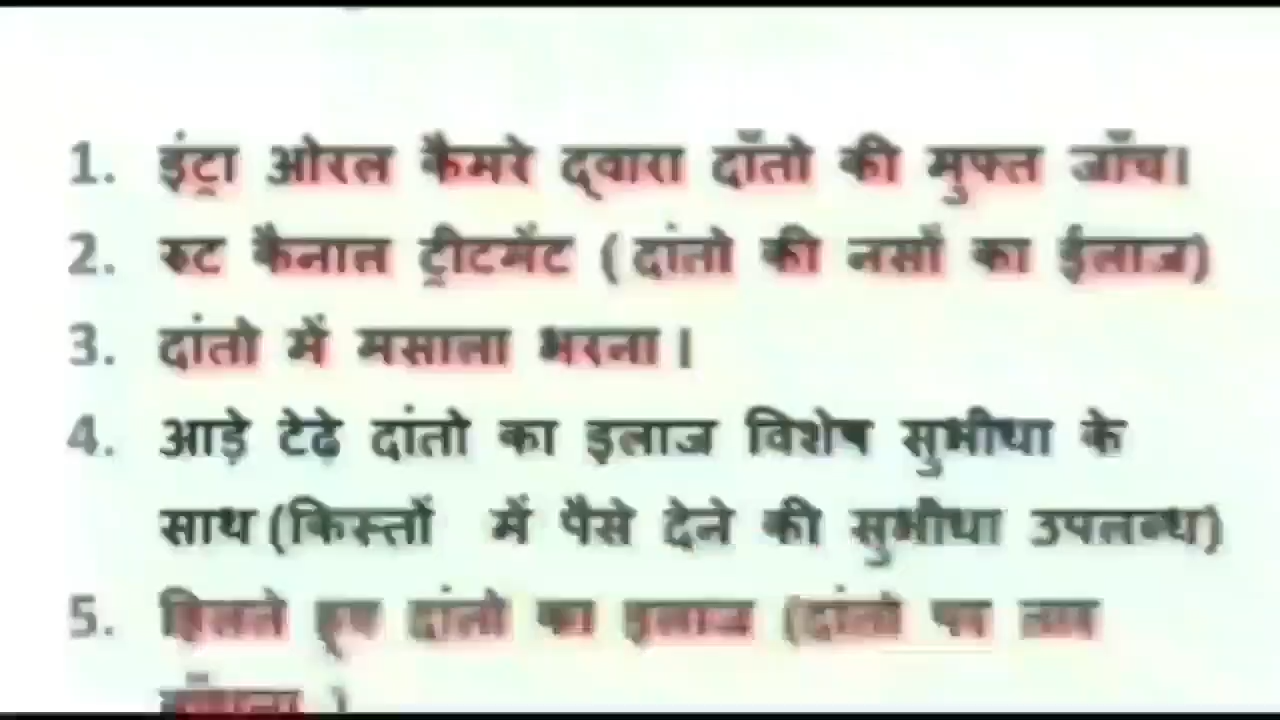 1. इंट्रा ओरल कैमरे द्वारा दाँतो की मुफ्त जाँच।
2. रुट कैनाल ट्रीटमेंट ( दांतो की नसों का ईलाज)
3. दांतो में मसाला भरना ।
4. आड़े टेढे दांतो का इलाज विशेष सुभीधा के
साथ (किस्तों में पैसे देने की सुभीधा उपलब्ध)
5. हिलते हुए दांतो का इलाज (दांतो पर तार